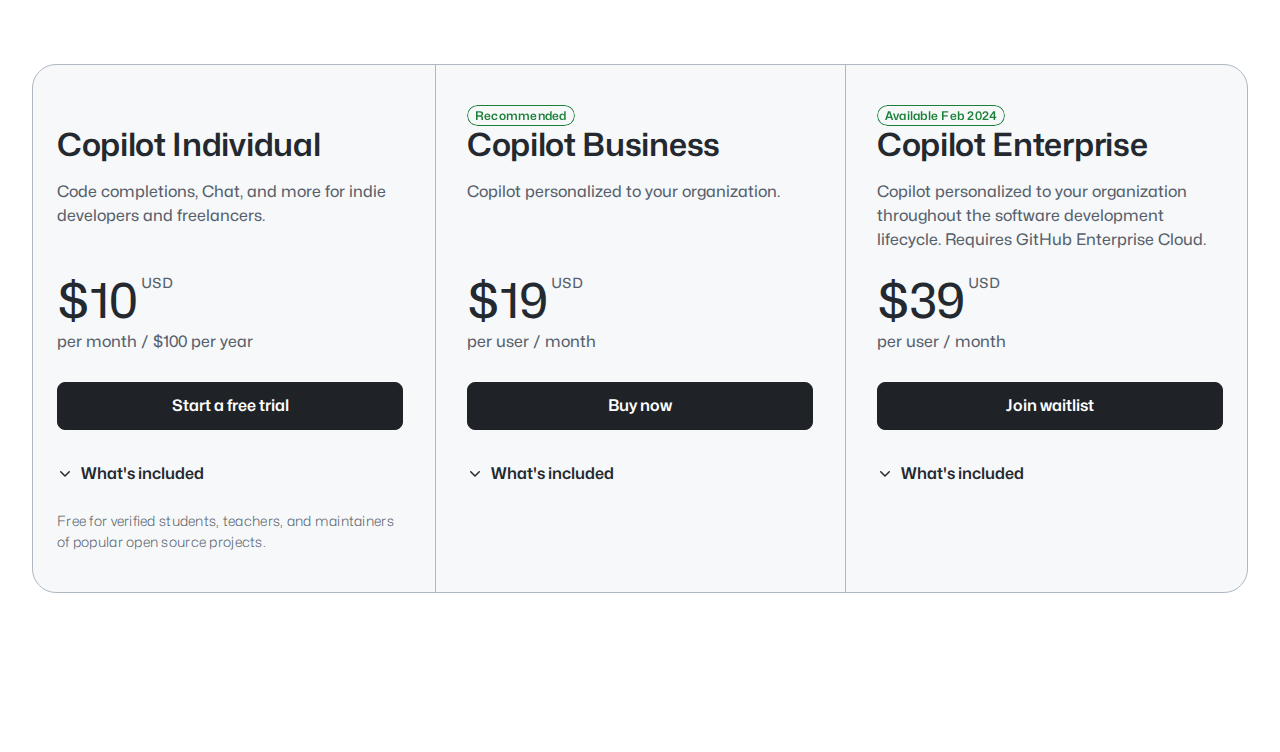 Copilot Individual
Code completions, Chat, and more for indie
developers and freelancers.
$10 USD
per month / $100 per year
Start a free trial
What's included
Free for verified students, teachers, and maintainers
of popular open source projects.
Recommended
Copilot Business
Copilot personalized to your organization.
$19 USD
per user / month
Buy now
What's included
Available Feb 2024
Copilot Enterprise
Copilot personalized to your organization
throughout the software development
lifecycle. Requires GitHub Enterprise Cloud.
$39 USD
per user / month
Join waitlist
What's included